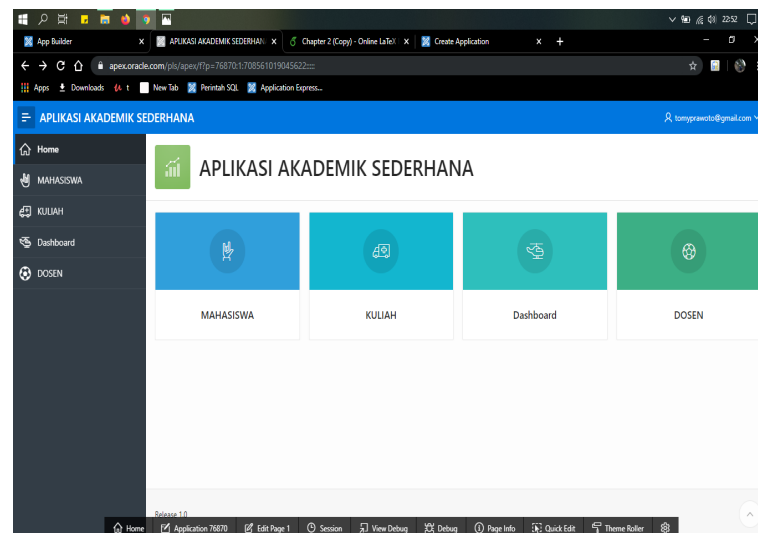 22:52
App Builder x APLIKASI AKADEMIK SEDERHAN x Chapter 2 (Copy) - Online LaTeX x Create Application x +
apex.oracle.com/pls/apex/f?p=76870:1:708561019045622:::::
Apps Downloads t New Tab Perintah SQL Application Express...
APLIKASI AKADEMIK SEDERHANA tomyprawoto@gmail.com
Home
MAHASISWA
KULIAH
Dashboard
DOSEN
APLIKASI AKADEMIK SEDERHANA
MAHASISWA KULIAH Dashboard DOSEN
Release 1.0
Home Application 76870 Edit Page 1 Session View Debug Debug Page Info Quick Edit Theme Roller